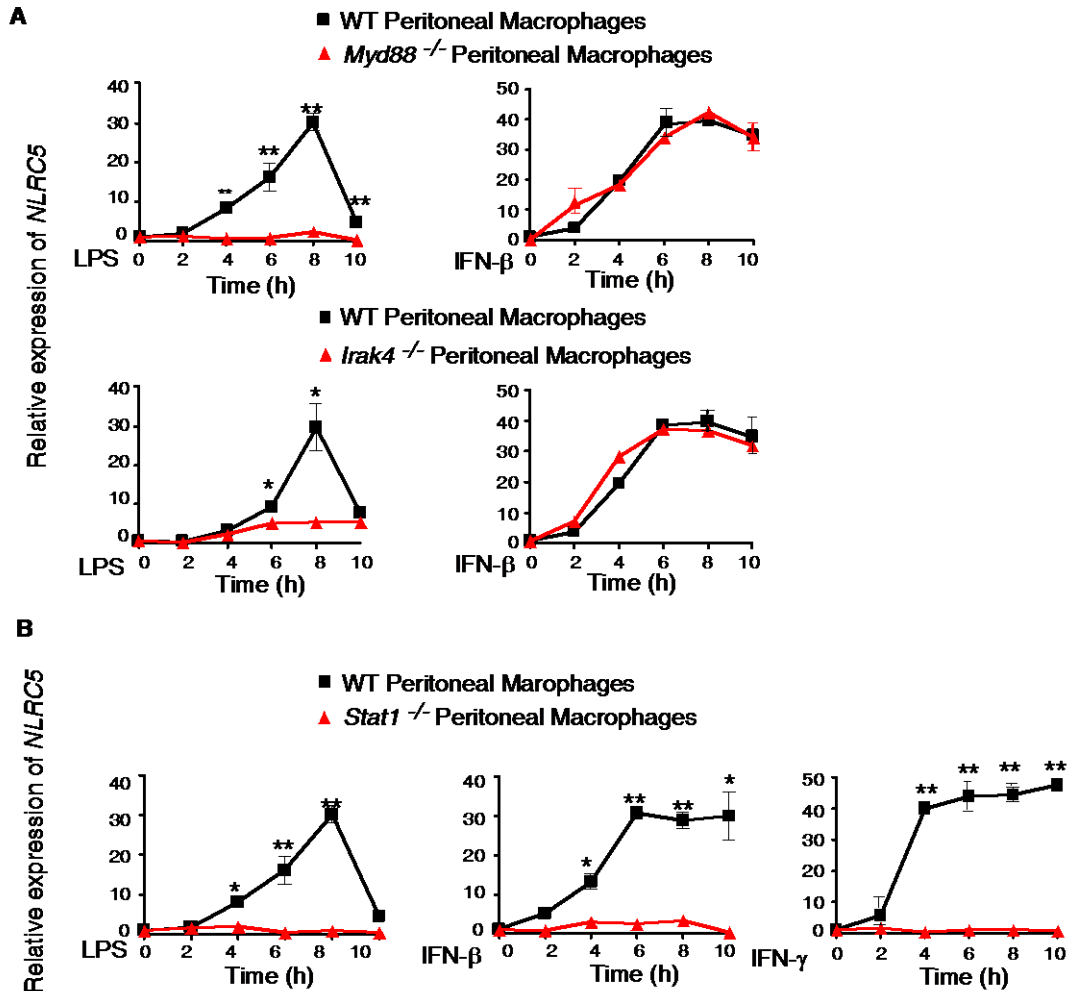 A
WT Peritoneal Macrophages
Myd88 -/- Peritoneal Macrophages
Relative expression of NLRC5
40
30
20
10
0
** ** ** **
LPS
0 2 4 6 8 10
Time (h)
50
40
30
20
10
0
IFN-β
0 2 4 6 8 10
Time (h)
WT Peritoneal Macrophages
Irak4 -/- Peritoneal Macrophages
40
30
20
10
0
* *
LPS
0 2 4 6 8 10
Time (h)
50
40
30
20
10
0
IFN-β
0 2 4 6 8 10
Time (h)
B
WT Peritoneal Marophages
Stat1 -/- Peritoneal Macrophages
Relative expression of NLRC5
40
30
20
10
0
* ** **
LPS
0 2 4 6 8 10
Time (h)
40
30
20
10
0
* ** ** *
IFN-β
0 2 4 6 8 10
Time (h)
50
40
30
20
10
0
** ** ** **
IFN-γ
0 2 4 6 8 10
Time (h)